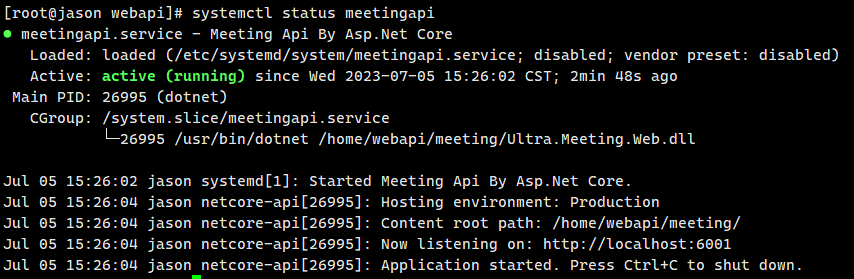 [root@jason webapi]# systemctl status meetingapi
● meetingapi.service - Meeting Api By Asp.Net Core
   Loaded: loaded (/etc/systemd/system/meetingapi.service; disabled; vendor preset: disabled)
   Active: active (running) since Wed 2023-07-05 15:26:02 CST; 2min 48s ago
 Main PID: 26995 (dotnet)
   CGroup: /system.slice/meetingapi.service
           └─26995 /usr/bin/dotnet /home/webapi/meeting/Ultra.Meeting.Web.dll

Jul 05 15:26:02 jason systemd[1]: Started Meeting Api By Asp.Net Core.
Jul 05 15:26:04 jason netcore-api[26995]: Hosting environment: Production
Jul 05 15:26:04 jason netcore-api[26995]: Content root path: /home/webapi/meeting/
Jul 05 15:26:04 jason netcore-api[26995]: Now listening on: http://localhost:6001
Jul 05 15:26:04 jason netcore-api[26995]: Application started. Press Ctrl+C to shut down.